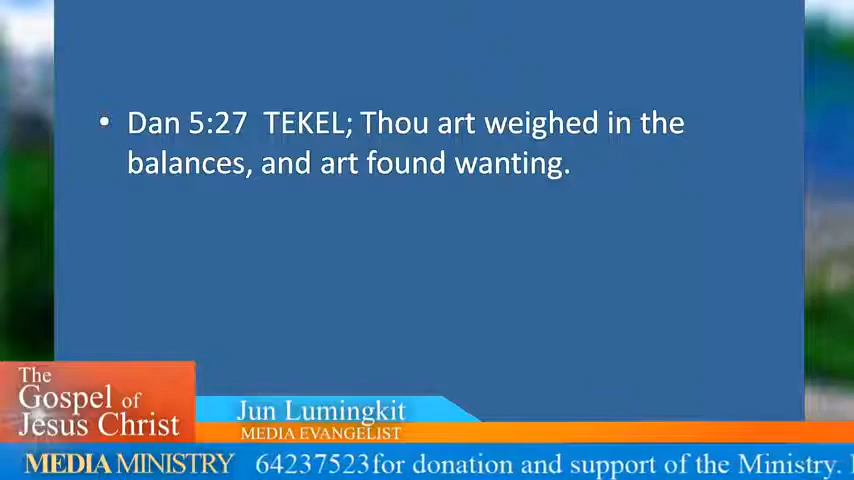 • Dan 5:27 TEKEL; Thou art weighed in the
balances, and art found wanting.
The
Gospel of
Jesus Christ
Jun Lumingkit
MEDIA EVANGELIST
MEDIA MINISTRY
64237523for donation and support of the Ministry.